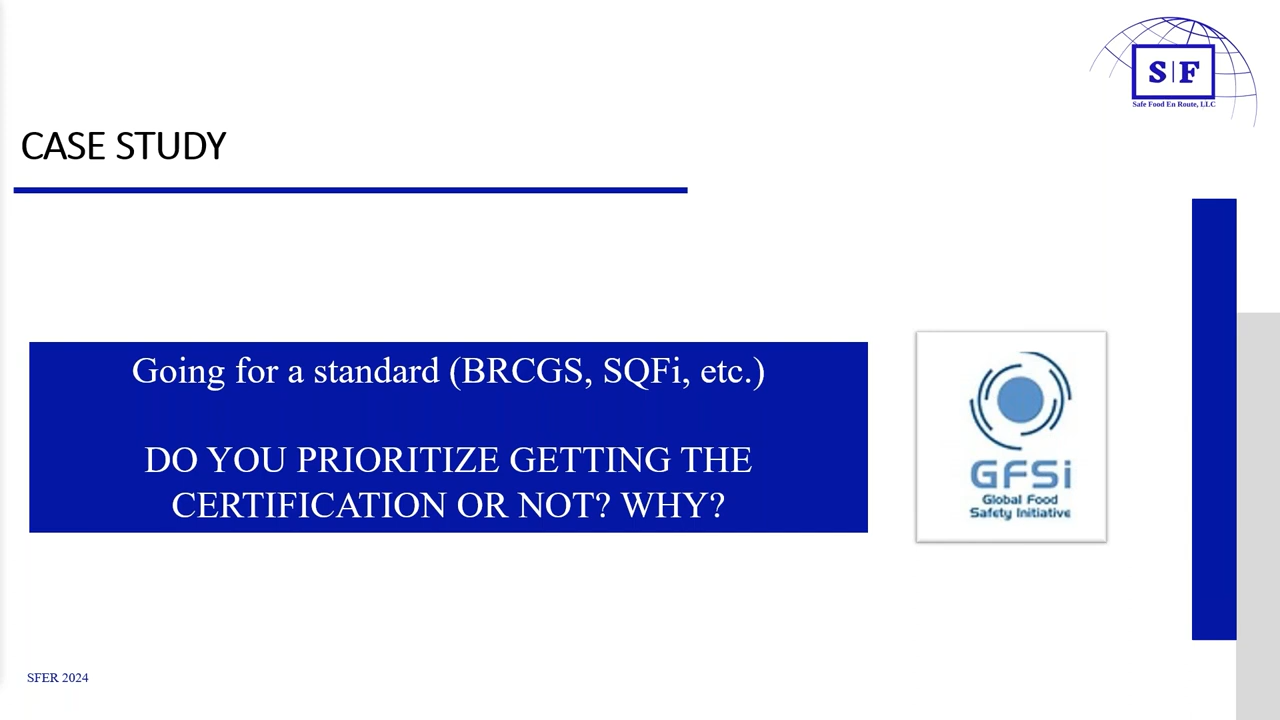 S|F
Safe Food En Route, LLC
CASE STUDY
Going for a standard (BRCGS, SQFi, etc.)
DO YOU PRIORITIZE GETTING THE
CERTIFICATION OR NOT? WHY?
GFSi
Global Food
Safety Initiative
SFER 2024